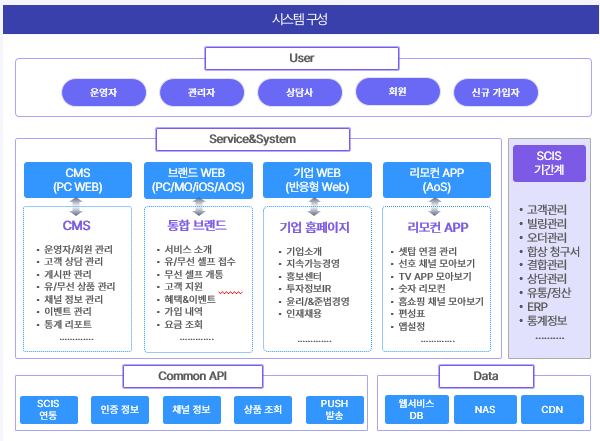 시스템 구성
User
운영자
관리자
상담사
회원
신규 가입자
Service&System
CMS
(PC WEB)
브랜드 WEB
(PC/MO/iOS/AOS)
기업 WEB
(반응형 Web)
리모컨 APP
(AoS)
CMS
• 운영자/회원 관리
• 고객 상담 관리
• 게시판 관리
• 유/무선 상품 관리
• 채널 정보 관리
• 이벤트 관리
• 통계 리포트
.............
통합 브랜드
• 서비스 소개
• 유/무선 셀프 접수
• 무선 셀프 개통
• 고객 지원
• 혜택&이벤트
• 가입 내역
• 요금 조회
.............
기업 홈페이지
• 기업소개
• 지속가능경영
• 홍보센터
• 투자정보IR
• 윤리/&준법경영
• 인재채용
.............
리모컨 APP
• 셋탑 연결 관리
• 선호 채널 모아보기
• TV APP 모아보기
• 숫자 리모컨
• 홈쇼핑 채널 모아보기
• 편성표
• 앱설정
.............
SCIS
기간계
• 고객관리
• 빌링관리
• 오더관리
• 합상 청구서
• 결합관리
• 상담관리
• 유통/정산
• ERP
• 통계정보
..........
Common API
SCIS
연동
인증 정보
채널 정보
상품 조회
PUSH
발송
Data
웹서비스
DB
NAS
CDN